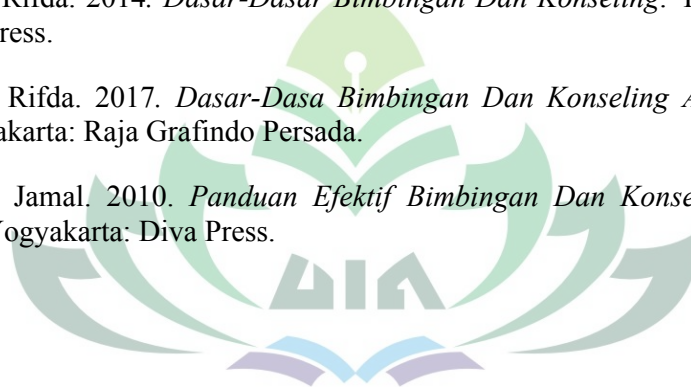 Rifda. 2014. Dasar-Dasar Bimbingan Dan Konseling.
ress.
Rifda. 2017. Dasar-Dasa Bimbingan Dan Konseling A
akarta: Raja Grafindo Persada.
Jamal. 2010. Panduan Efektif Bimbingan Dan Konse
Yogyakarta: Diva Press.
UIN